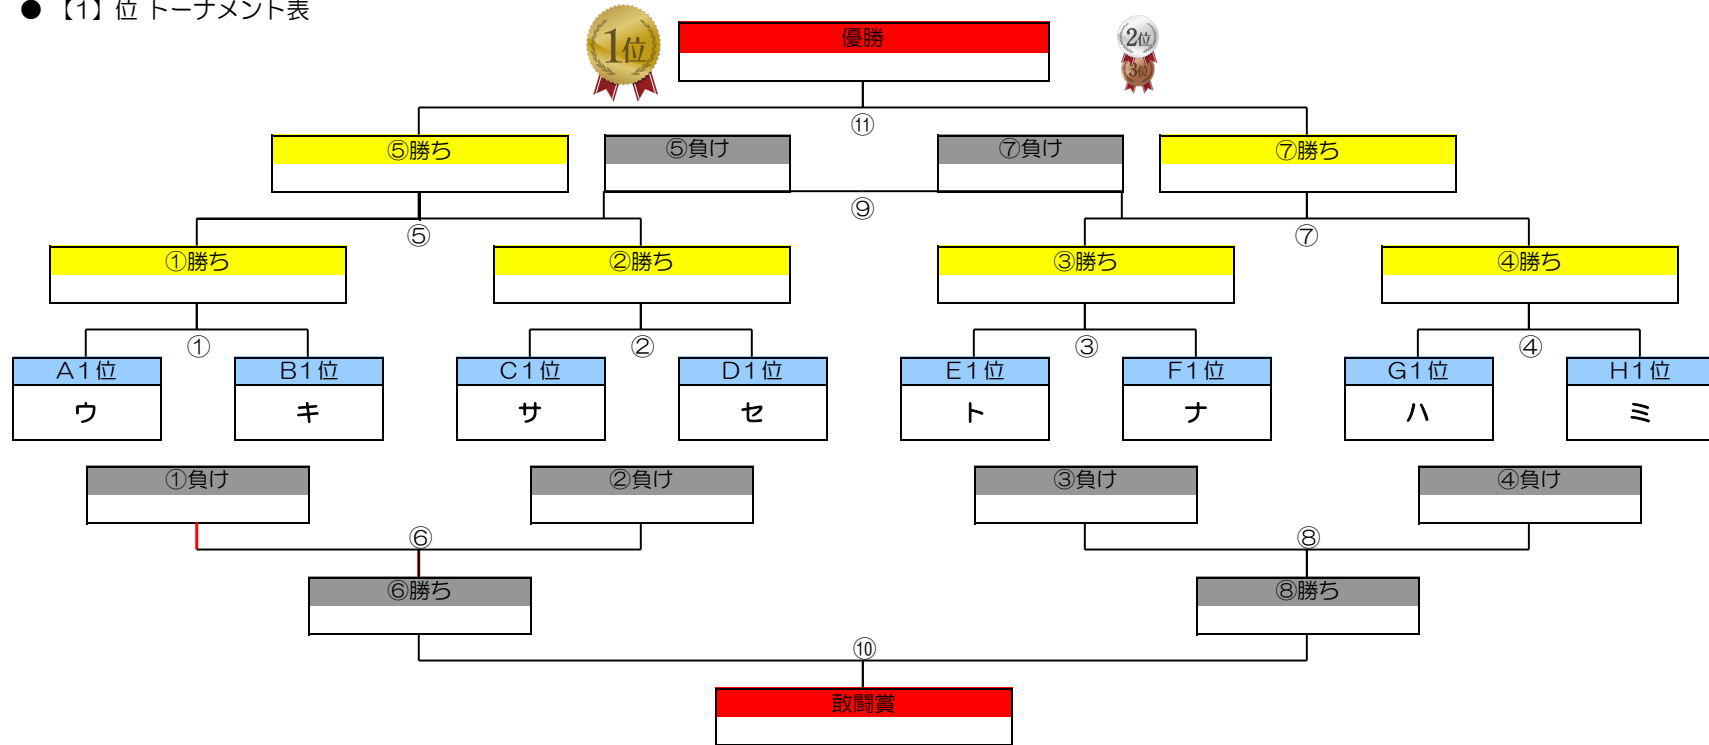 ● 【1】位 トーナメント表
1位
優勝
2位
3位
⑪
⑤勝ち
⑤負け
⑦負け
⑦勝ち
⑨
⑤
⑦
①勝ち
②勝ち
③勝ち
④勝ち
①
②
③
④
A1位
B1位
C1位
D1位
E1位
F1位
G1位
H1位
ウ
キ
サ
セ
ト
ナ
ハ
ミ
①負け
②負け
③負け
④負け
⑥
⑧
⑥勝ち
⑧勝ち
⑩
敢闘賞